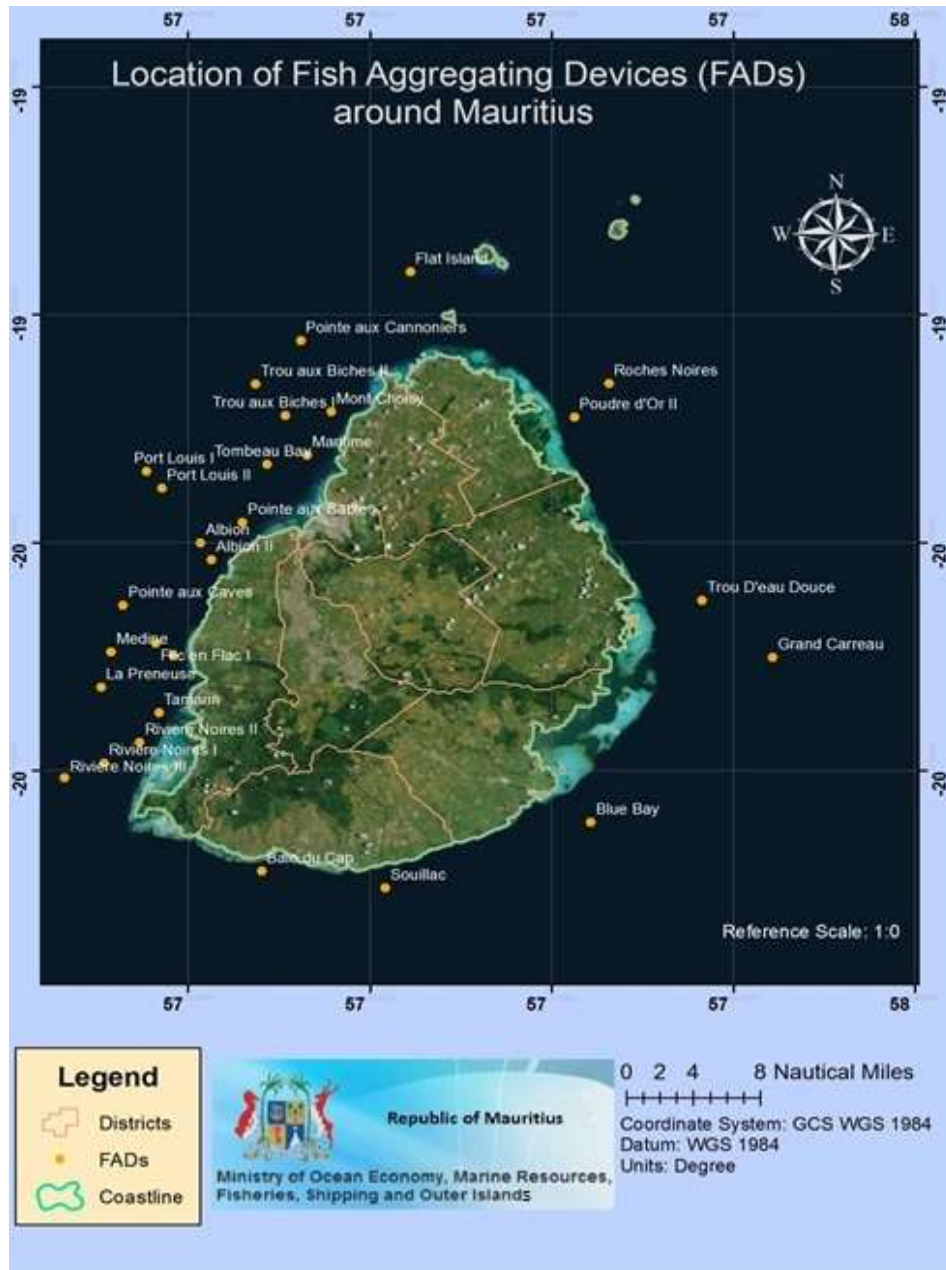 57 57 57 57 58
Location of Fish Aggregating Devices (FADs)
around Mauritius
-19 -19
N
W E
S
Flat Island
-19 -19
Pointe aux Cannoniers
Trou aux Biches II
Roches Noires
Trou aux Biches I
Mont Choisy
Poudre d'Or II
Maritime
Tombeau Bay
Port Louis I
Port Louis II
Pointe aux Sables
Albion
Albion II
-20 -20
Trou D'eau Douce
Pointe aux Caves
Medine
Grand Carreau
Flic en Flac I
La Preneuse
Tamarin
Riviere Noires II
Riviere Noires I
Riviere Noires III
-20 -20
Blue Bay
Baie du Cap
Souillac
Reference Scale: 1:0
57 57 57 57 58
Legend
Districts
FADs
Coastline
Republic of Mauritius
Ministry of Ocean Economy, Marine Resources,
Fisheries, Shipping and Outer Islands
0 2 4 8 Nautical Miles
Coordinate System: GCS WGS 1984
Datum: WGS 1984
Units: Degree